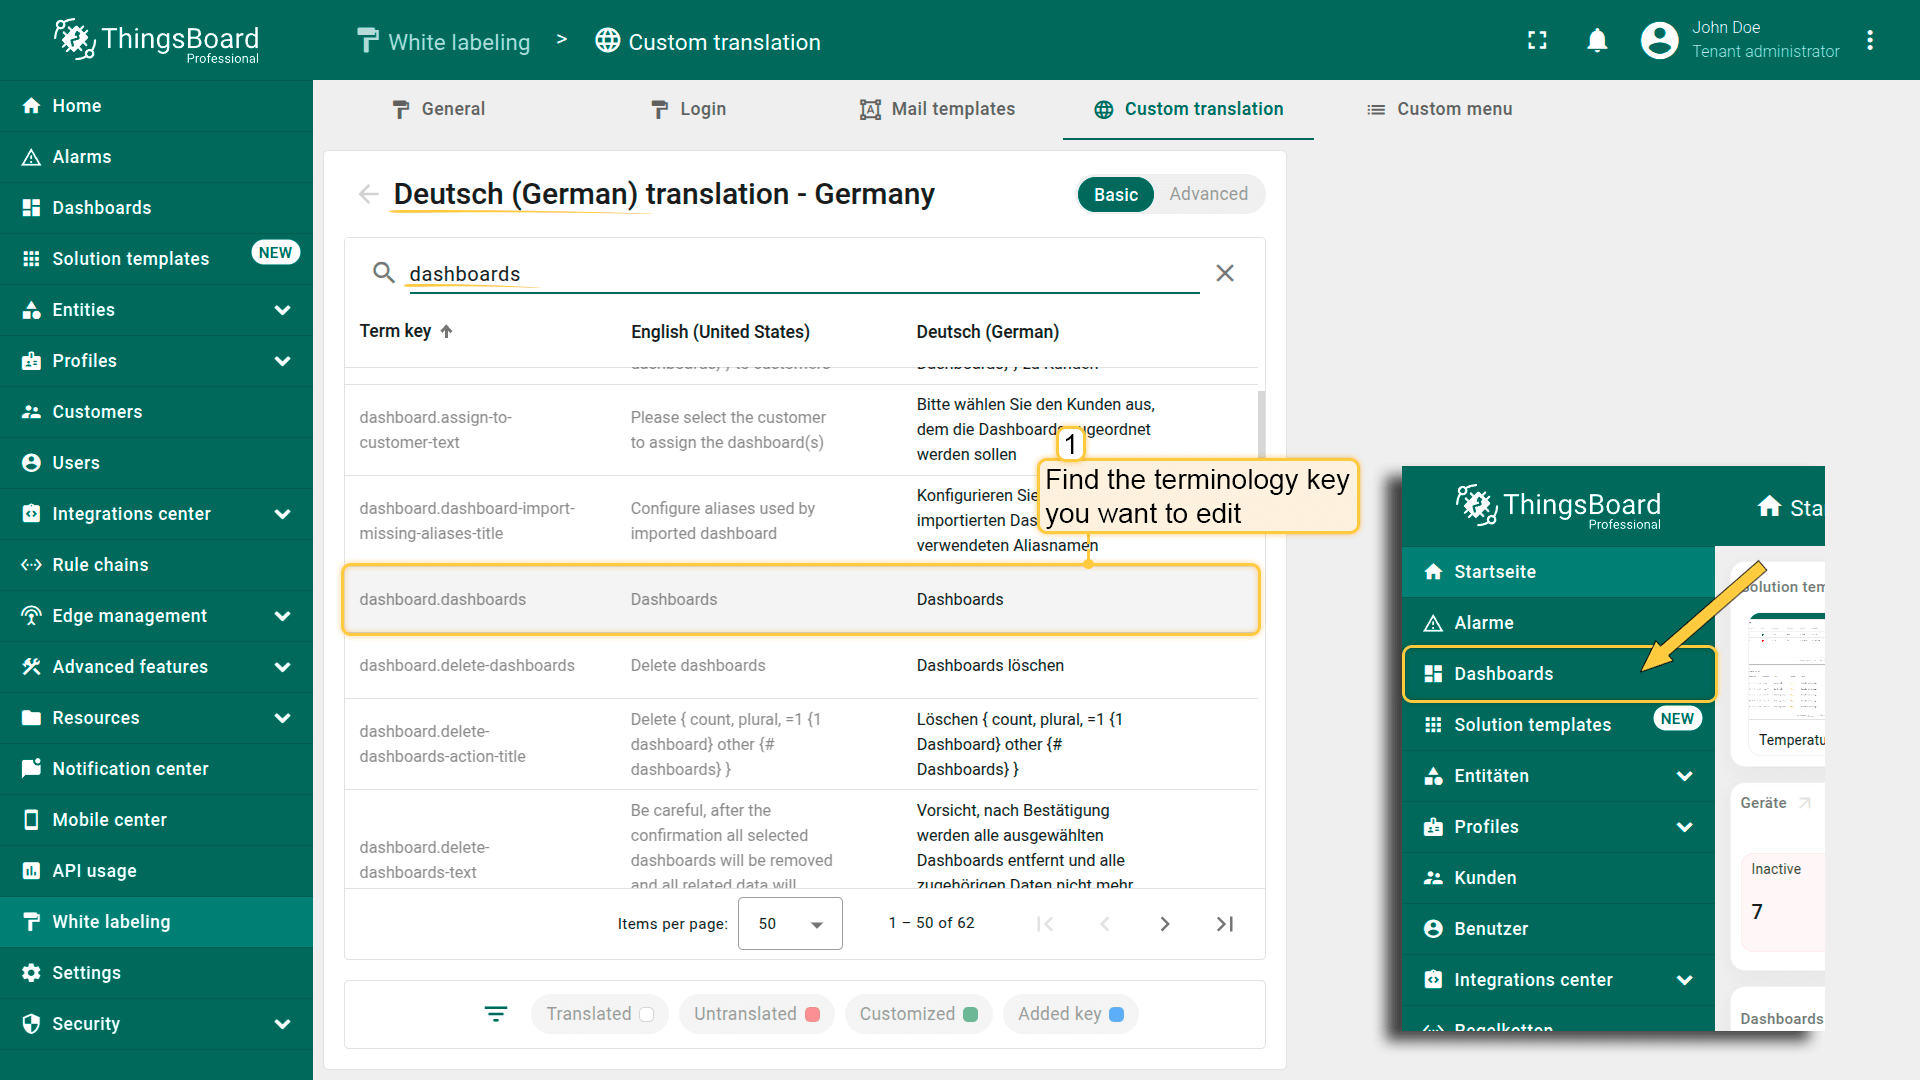 ThingsBoard
Professional
White labeling > Custom translation
John Doe
Tenant administrator
Home
Alarms
Dashboards
Solution templates NEW
Entities
Profiles
Customers
Users
Integrations center
Rule chains
Edge management
Advanced features
Resources
Notification center
Mobile center
API usage
White labeling
Settings
Security
General Login Mail templates Custom translation Custom menu
Deutsch (German) translation - Germany
Basic Advanced
dashboards
Term key English (United States) Deutsch (German)
dashboards} } to customers
Dashboards} } zu Kunden
dashboard.assign-to-
customer-text
Please select the customer
to assign the dashboard(s)
Bitte wählen Sie den Kunden aus,
dem die Dashboards ugeordnet
werden sollen
dashboard.dashboard-import-
missing-aliases-title
Configure aliases used by
imported dashboard
Konfigurieren Sie
importierten Das
verwendeten Aliasnamen
1
Find the terminology key
you want to edit
dashboard.dashboards Dashboards Dashboards
dashboard.delete-dashboards Delete dashboards Dashboards löschen
dashboard.delete-
dashboards-action-title
Delete { count, plural, =1 {1
dashboard} other {#
dashboards} }
Löschen { count, plural, =1 {1
Dashboard} other {#
Dashboards} }
dashboard.delete-
dashboards-text
Be careful, after the
confirmation all selected
dashboards will be removed
and all related data will
Vorsicht, nach Bestätigung
werden alle ausgewählten
Dashboards entfernt und alle
zugehörigen Daten nicht mehr
Items per page: 50 1 – 50 of 62
Translated Untranslated Customized Added key
ThingsBoard
Professional
Sta
Startseite
Alarme
Dashboards
Solution templates NEW
Entitäten
Profiles
Kunden
Benutzer
Integrations center
Regelketten
Solution tem
Temperatu
Geräte
Inactive
7
Dashboards